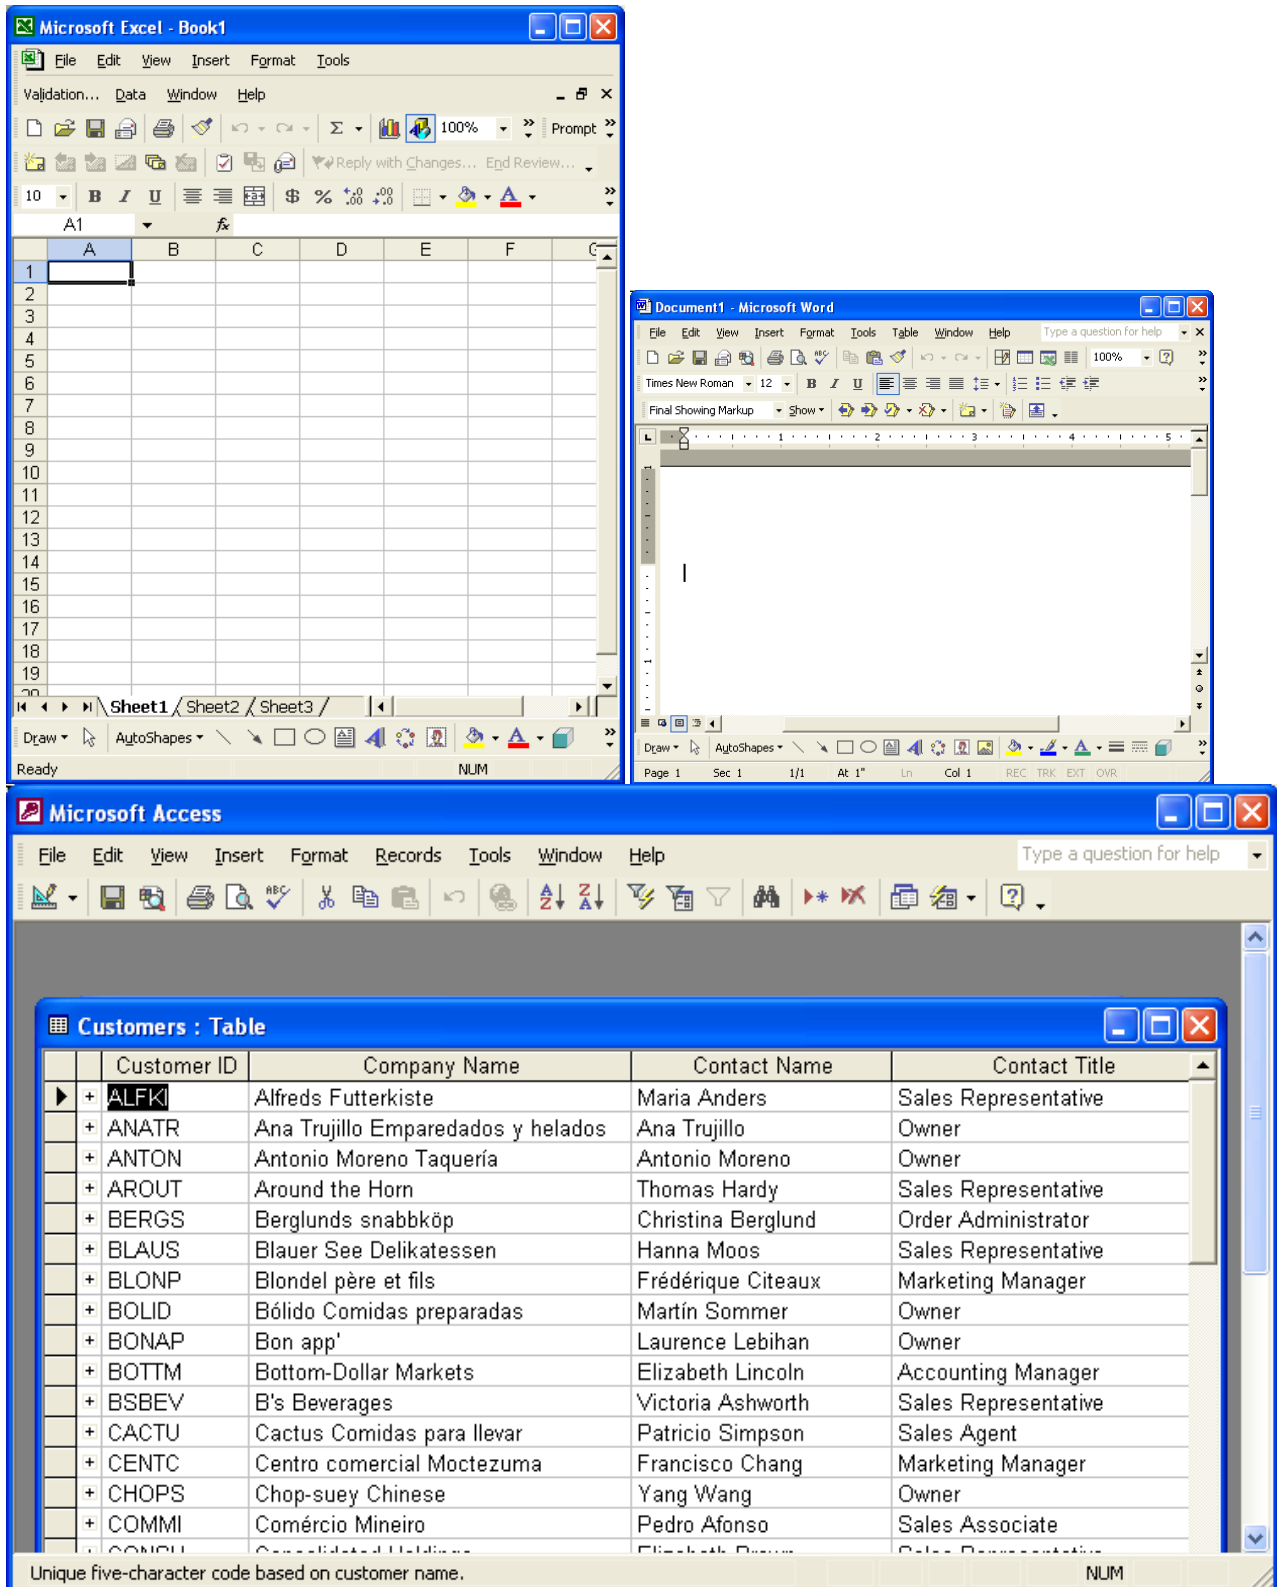 Microsoft Excel - Book1
File Edit View Insert Format Tools
Validation... Data Window Help
100% Prompt
Reply with Changes... End Review...
10 B I U $ %
A1 fx
A B C D E F G
1
2
3
4
5
6
7
8
9
10
11
12
13
14
15
16
17
18
19
20
Sheet1 Sheet2 Sheet3
Draw AutoShapes
Ready NUM
Document1 - Microsoft Word
File Edit View Insert Format Tools Table Window Help Type a question for help
100%
Times New Roman 12 B I U
Final Showing Markup Show
1 2 3 4 5
Draw AutoShapes
Page 1 Sec 1 1/1 At 1" Ln Col 1 REC TRK EXT OVR
Microsoft Access
File Edit View Insert Format Records Tools Window Help Type a question for help
Customers : Table
Customer ID Company Name Contact Name Contact Title
ALFKI Alfreds Futterkiste Maria Anders Sales Representative
ANATR Ana Trujillo Emparedados y helados Ana Trujillo Owner
ANTON Antonio Moreno Taquería Antonio Moreno Owner
AROUT Around the Horn Thomas Hardy Sales Representative
BERGS Berglunds snabbköp Christina Berglund Order Administrator
BLAUS Blauer See Delikatessen Hanna Moos Sales Representative
BLONP Blondel père et fils Frédérique Citeaux Marketing Manager
BOLID Bólido Comidas preparadas Martín Sommer Owner
BONAP Bon app' Laurence Lebihan Owner
BOTTM Bottom-Dollar Markets Elizabeth Lincoln Accounting Manager
BSBEV B's Beverages Victoria Ashworth Sales Representative
CACTU Cactus Comidas para llevar Patricio Simpson Sales Agent
CENTC Centro comercial Moctezuma Francisco Chang Marketing Manager
CHOPS Chop-suey Chinese Yang Wang Owner
COMMI Comércio Mineiro Pedro Afonso Sales Associate
Unique five-character code based on customer name. NUM